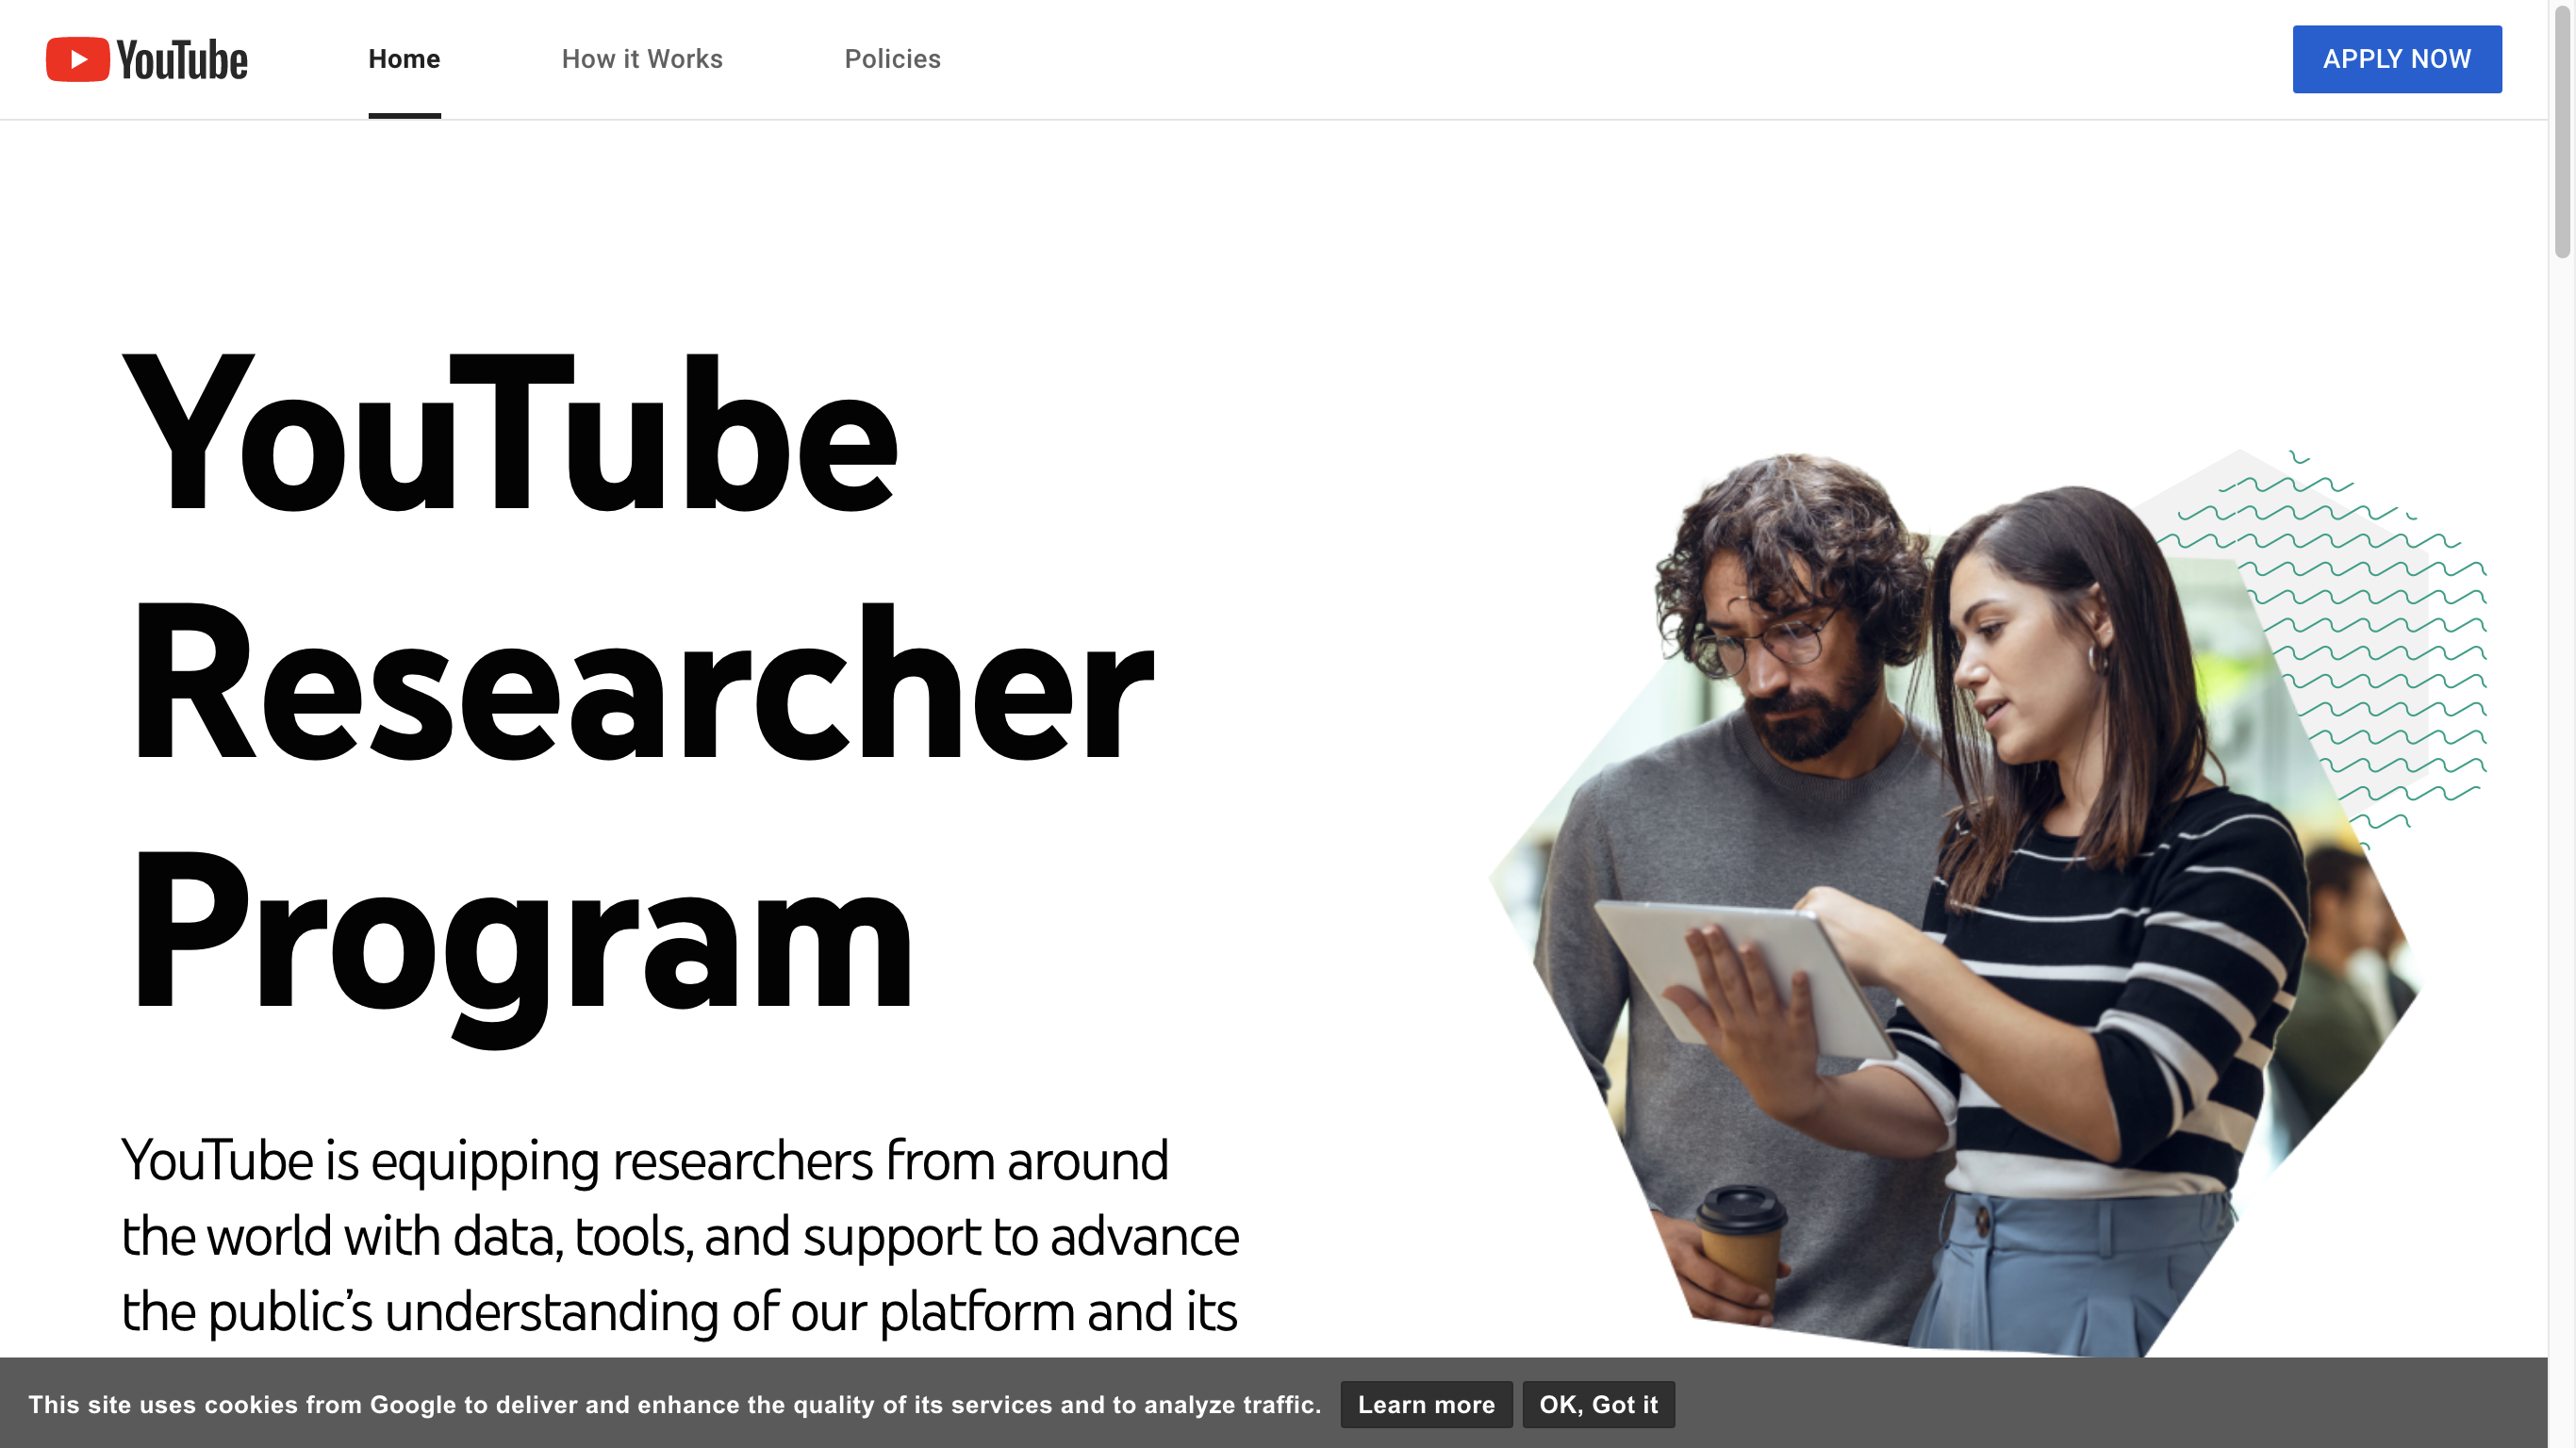 YouTube
Home
How it Works
Policies
APPLY NOW
YouTube
Researcher
Program
YouTube is equipping researchers from around
the world with data, tools, and support to advance
the public’s understanding of our platform and its
This site uses cookies from Google to deliver and enhance the quality of its services and to analyze traffic.
Learn more
OK, Got it